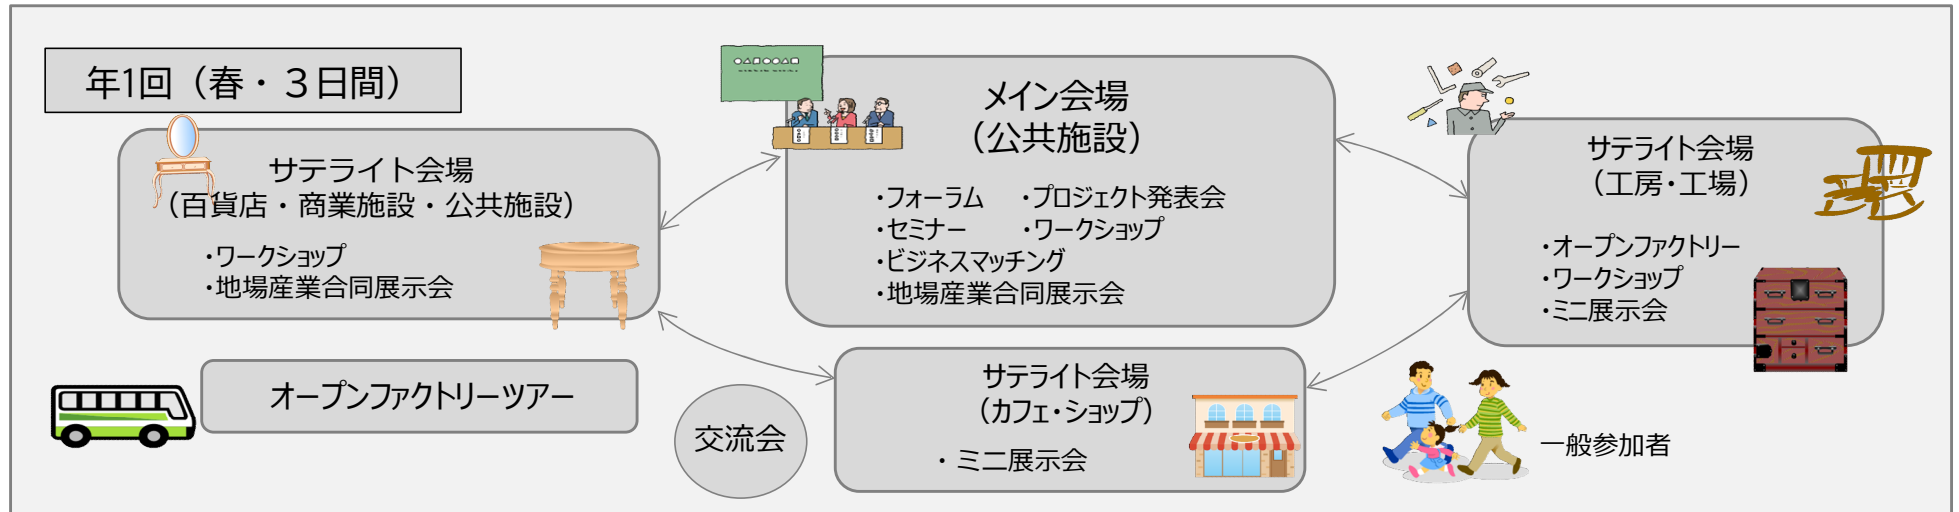 年1回（春・３日間）
サテライト会場
（百貨店・商業施設・公共施設）
・ワークショップ
・地場産業合同展示会
メイン会場
（公共施設）
・フォーラム　・プロジェクト発表会
・セミナー　・ワークショップ
・ビジネスマッチング
・地場産業合同展示会
サテライト会場
（工房・工場）
・オープンファクトリー
・ワークショップ
・ミニ展示会
オープンファクトリーツアー
交流会
サテライト会場
（カフェ・ショップ）
・ミニ展示会
一般参加者